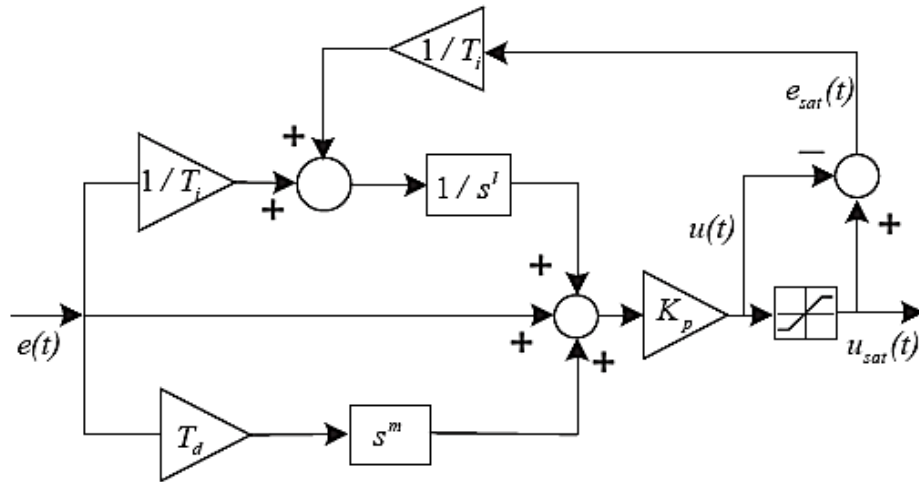 1 / T_i
e_sat(t)
+
−
1 / T_i
+
1 / s^l
+
u(t)
+
e(t)
+
K_p
u_sat(t)
+
T_d
s^m